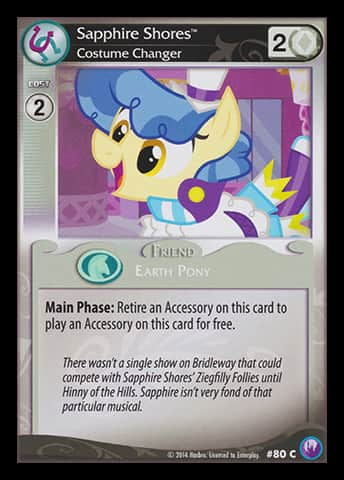 Sapphire Shores™
Costume Changer
2
COST
2
FRIEND
EARTH PONY
Main Phase: Retire an Accessory on this card to
play an Accessory on this card for free.
There wasn't a single show on Bridleway that could
compete with Sapphire Shores' Ziegfilly Follies until
Hinny of the Hills. Sapphire isn't very fond of that
particular musical.
© 2014 Hasbro. Licensed to Enterplay.
#80 C